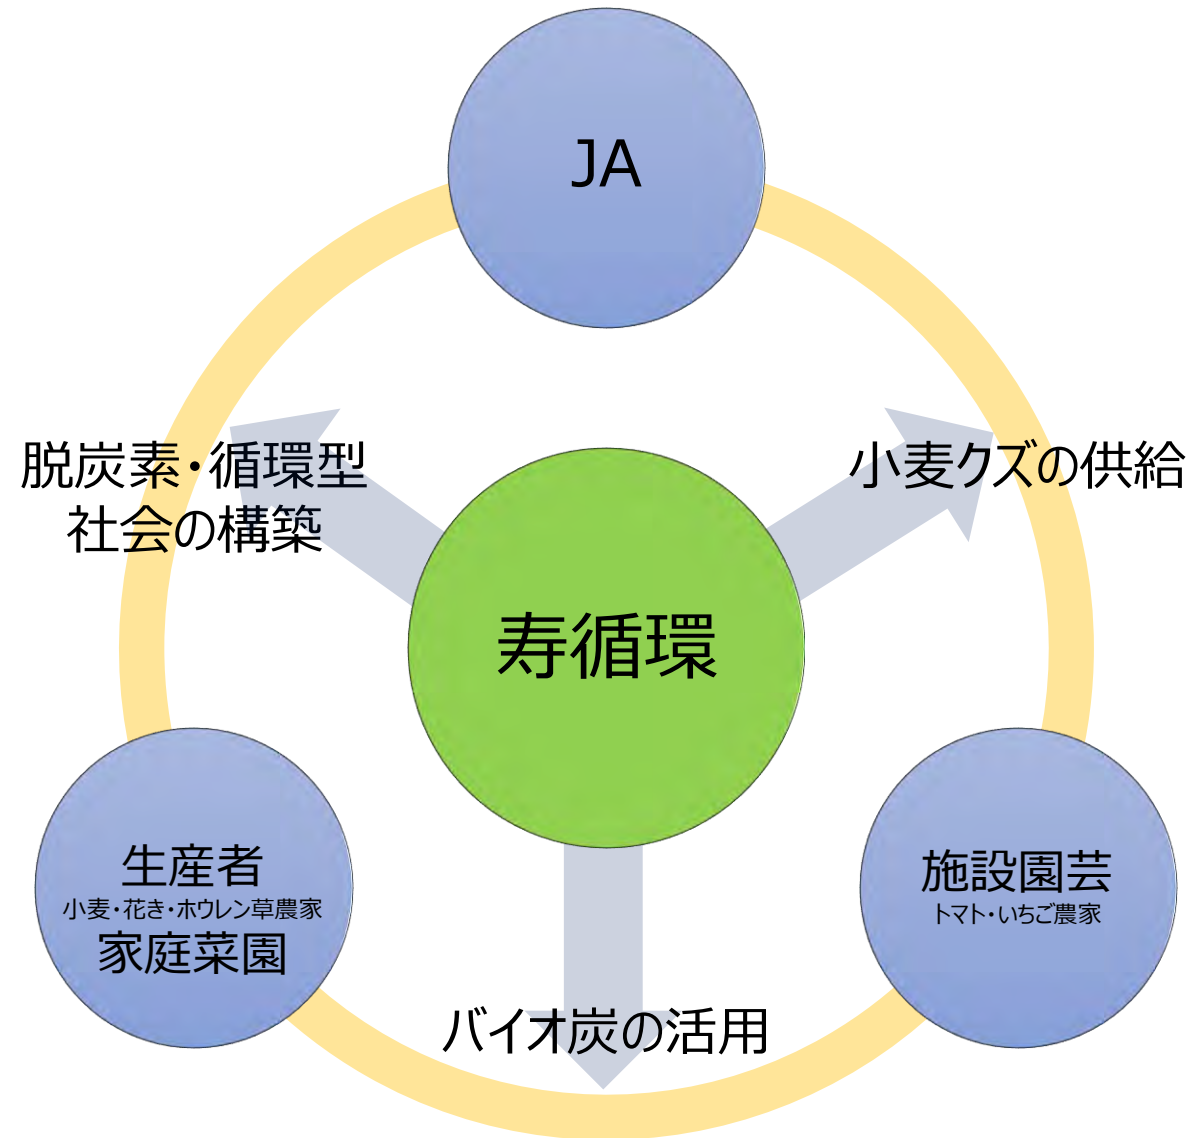 JA
脱炭素・循環型
社会の構築
小麦クズの供給
寿循環
生産者
小麦・花き・ホウレン草農家
家庭菜園
施設園芸
トマト・いちご農家
バイオ炭の活用